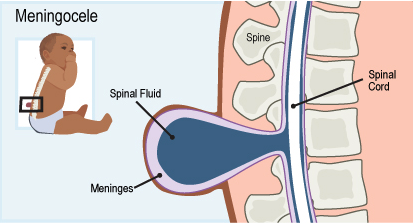 Meningocele
Spine
Spinal
Cord
Spinal Fluid
Meninges